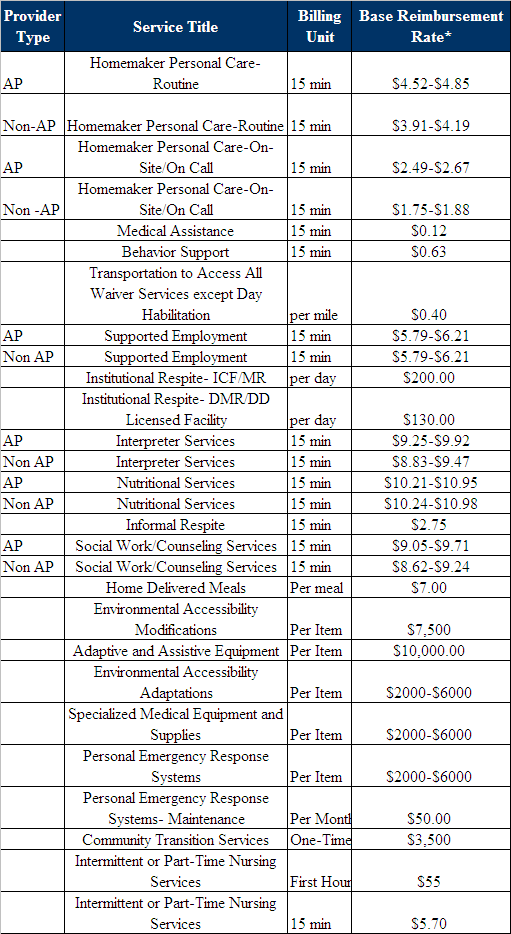 Provider Type Service Title Billing Unit Base Reimbursement Rate*
AP Homemaker Personal Care-Routine 15 min $4.52-$4.85
Non-AP Homemaker Personal Care-Routine 15 min $3.91-$4.19
AP Homemaker Personal Care-On-Site/On Call 15 min $2.49-$2.67
Non -AP Homemaker Personal Care-On-Site/On Call 15 min $1.75-$1.88
Medical Assistance 15 min $0.12
Behavior Support 15 min $0.63
Transportation to Access All Waiver Services except Day Habilitation per mile $0.40
AP Supported Employment 15 min $5.79-$6.21
Non AP Supported Employment 15 min $5.79-$6.21
Institutional Respite- ICF/MR per day $200.00
Institutional Respite- DMR/DD Licensed Facility per day $130.00
AP Interpreter Services 15 min $9.25-$9.92
Non AP Interpreter Services 15 min $8.83-$9.47
AP Nutritional Services 15 min $10.21-$10.95
Non AP Nutritional Services 15 min $10.24-$10.98
Informal Respite 15 min $2.75
AP Social Work/Counseling Services 15 min $9.05-$9.71
Non AP Social Work/Counseling Services 15 min $8.62-$9.24
Home Delivered Meals Per meal $7.00
Environmental Accessibility Modifications Per Item $7,500
Adaptive and Assistive Equipment Per Item $10,000.00
Environmental Accessibility Adaptations Per Item $2000-$6000
Specialized Medical Equipment and Supplies Per Item $2000-$6000
Personal Emergency Response Systems Per Item $2000-$6000
Personal Emergency Response Systems- Maintenance Per Month $50.00
Community Transition Services One-Time $3,500
Intermittent or Part-Time Nursing Services First Hour $55
Intermittent or Part-Time Nursing Services 15 min $5.70